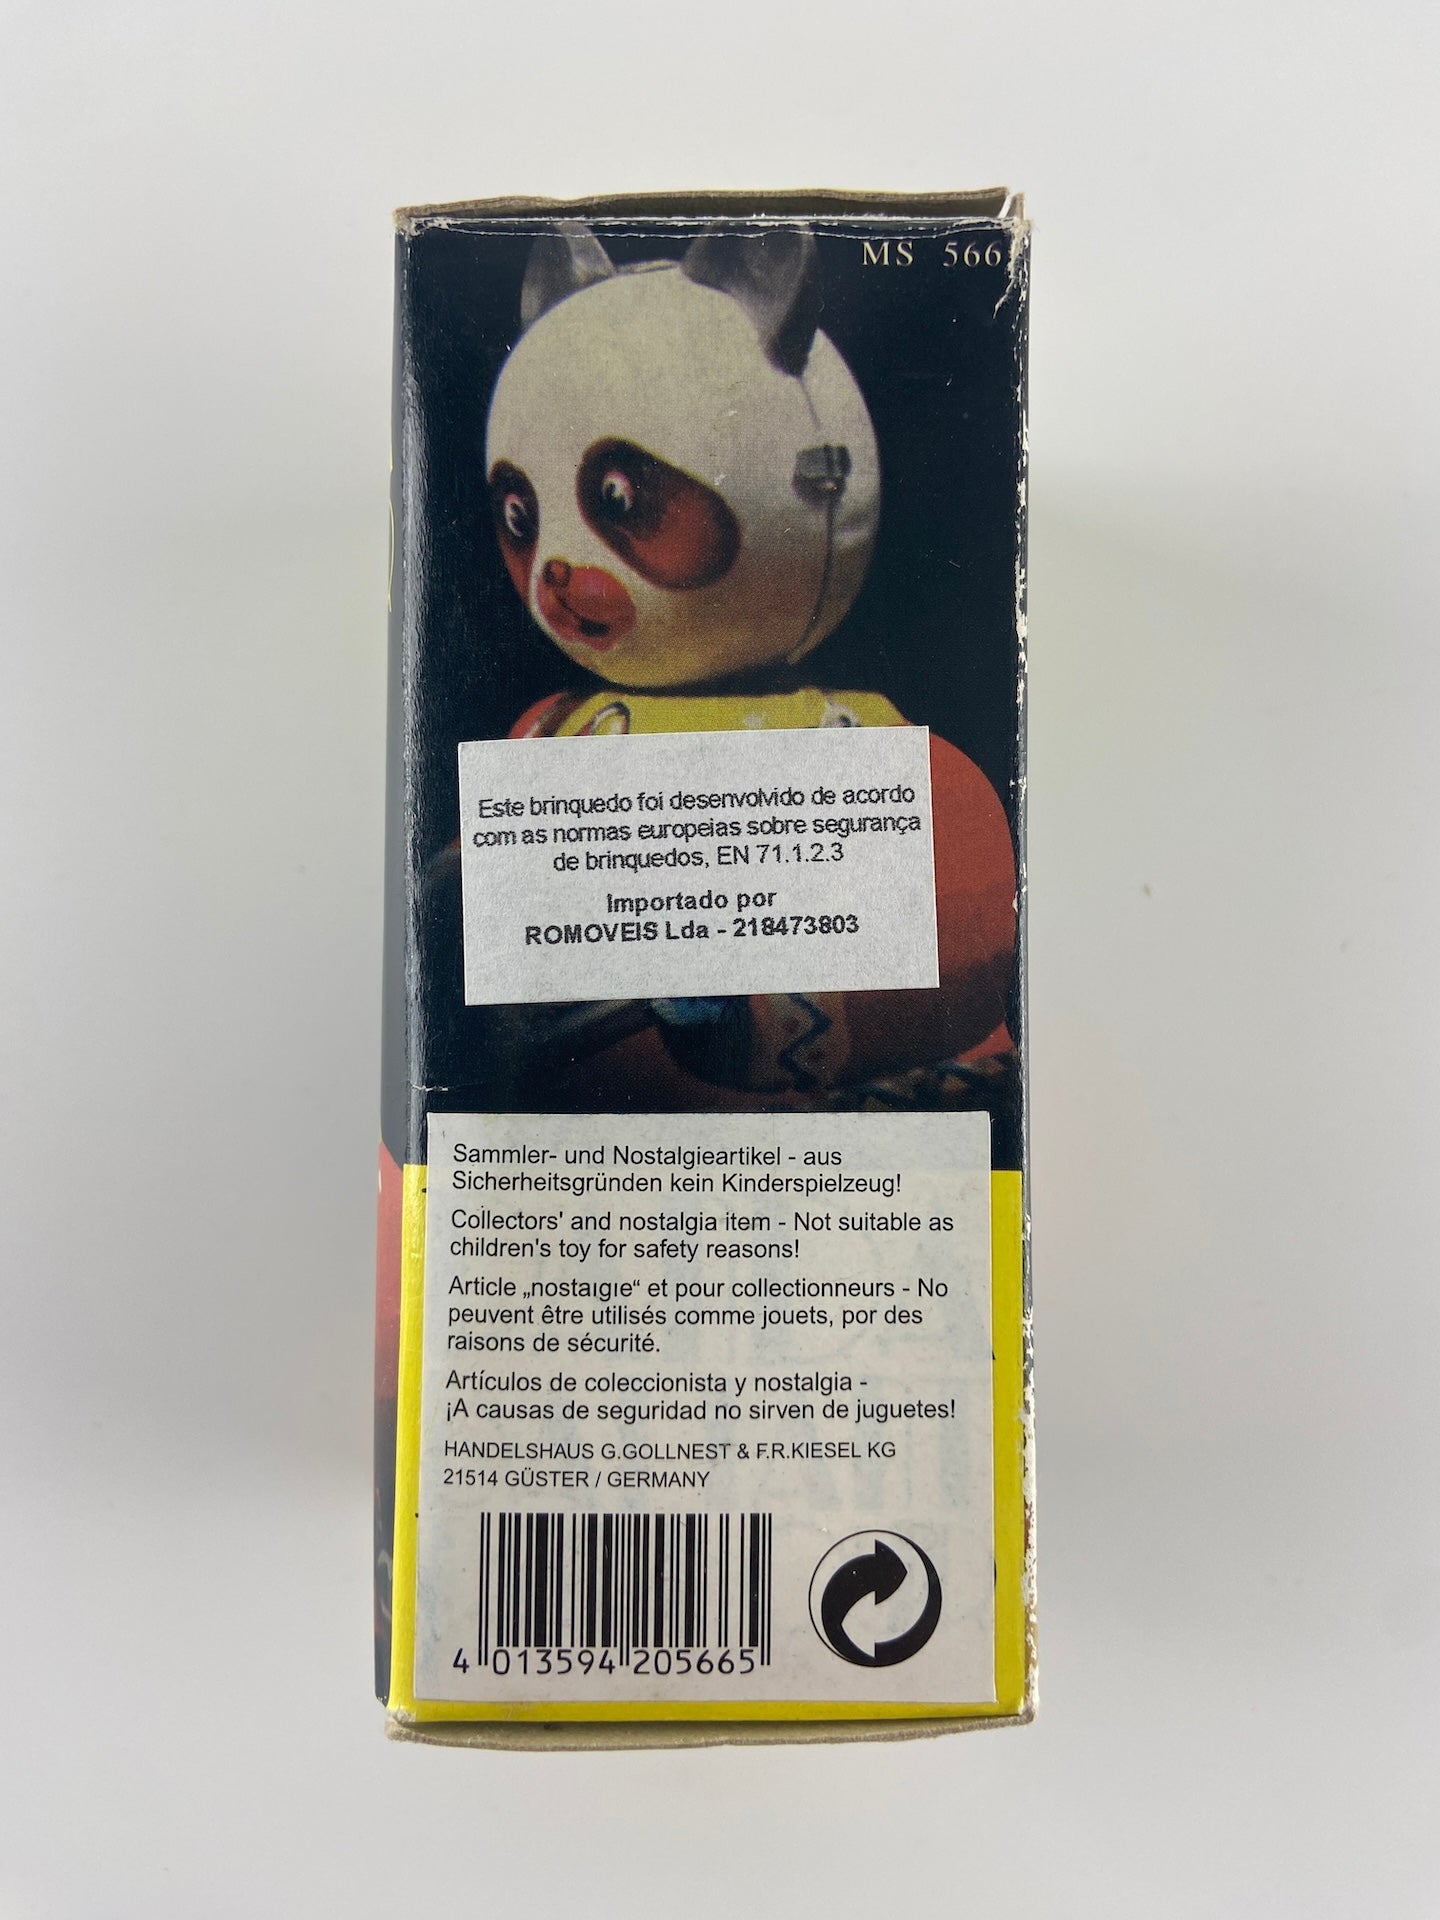 MS 566
Este brinquedo foi desenvolvido de acordo
com as normas europeias sobre segurança
de brinquedos, EN 71.1.2.3
Importado por
ROMOVEIS Lda - 218473803
Sammler- und Nostalgieartikel - aus
Sicherheitsgründen kein Kinderspielzeug!
Collectors' and nostalgia item - Not suitable as
children's toy for safety reasons!
Article „nostalgie“ et pour collectionneurs - No
peuvent être utilisés comme jouets, por des
raisons de sécurité.
Artículos de coleccionista y nostalgia -
¡A causas de seguridad no sirven de juguetes!
HANDELSHAUS G.GOLLNEST & F.R.KIESEL KG
21514 GÜSTER / GERMANY
4 013594 205665